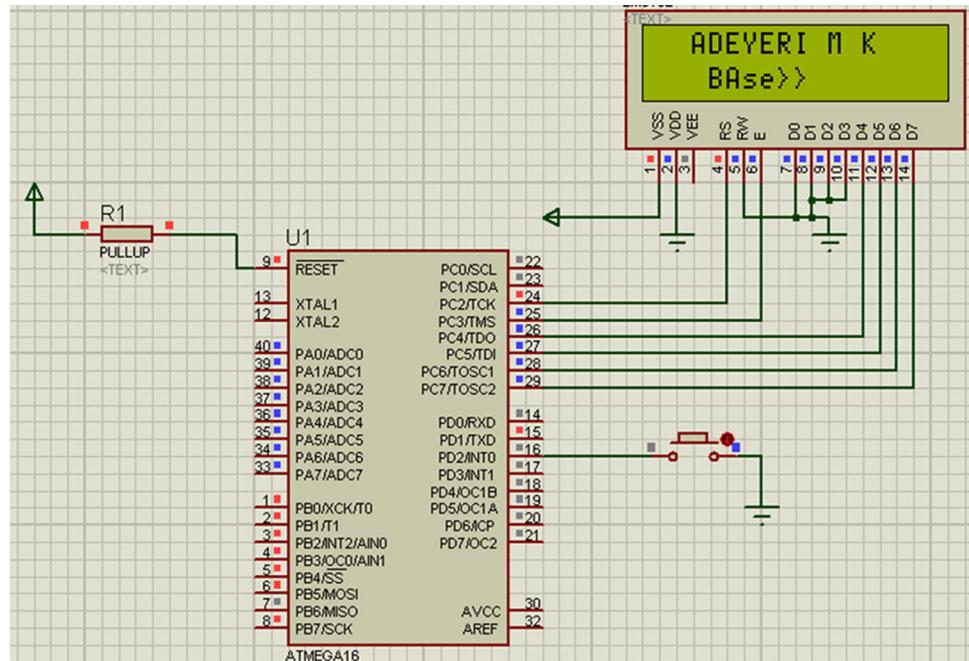 <TEXT>
ADEYERI M K
BAse>>
VSS
VDD
VEE
RS
RW
E
D0
D1
D2
D3
D4
D5
D6
D7
1
2
3
4
5
6
7
8
9
10
11
12
13
14
R1
PULLUP
<TEXT>
U1
9 RESET PC0/SCL 22
PC1/SDA 23
13 XTAL1 PC2/TCK 24
12 XTAL2 PC3/TMS 25
PC4/TDO 26
40 PA0/ADC0 PC5/TDI 27
39 PA1/ADC1 PC6/TOSC1 28
38 PA2/ADC2 PC7/TOSC2 29
37 PA3/ADC3
36 PA4/ADC4 PD0/RXD 14
35 PA5/ADC5 PD1/TXD 15
34 PA6/ADC6 PD2/INT0 16
33 PA7/ADC7 PD3/INT1 17
PD4/OC1B 18
1 PB0/XCK/T0 PD5/OC1A 19
2 PB1/T1 PD6/ICP 20
3 PB2/INT2/AIN0 PD7/OC2 21
4 PB3/OC0/AIN1
5 PB4/SS
6 PB5/MOSI
7 PB6/MISO AVCC 30
8 PB7/SCK AREF 32
ATMEGA16